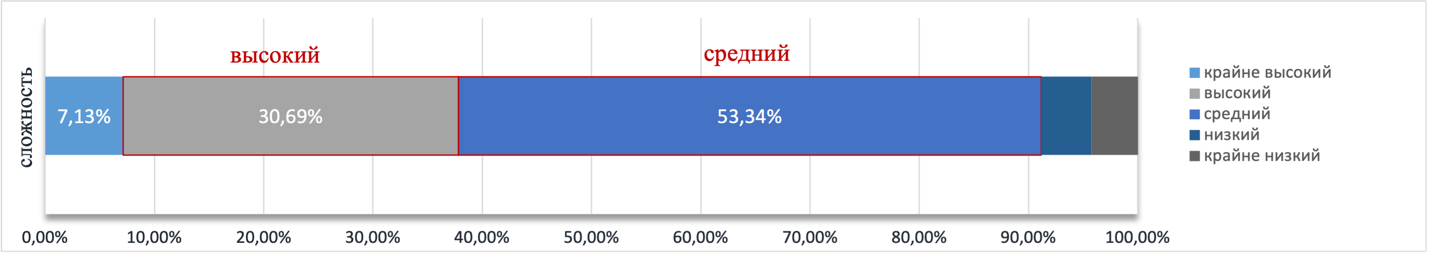 высокий
средний
сложность
7,13%
30,69%
53,34%
крайне высокий
высокий
средний
низкий
крайне низкий
0,00% 10,00% 20,00% 30,00% 40,00% 50,00% 60,00% 70,00% 80,00% 90,00% 100,00%